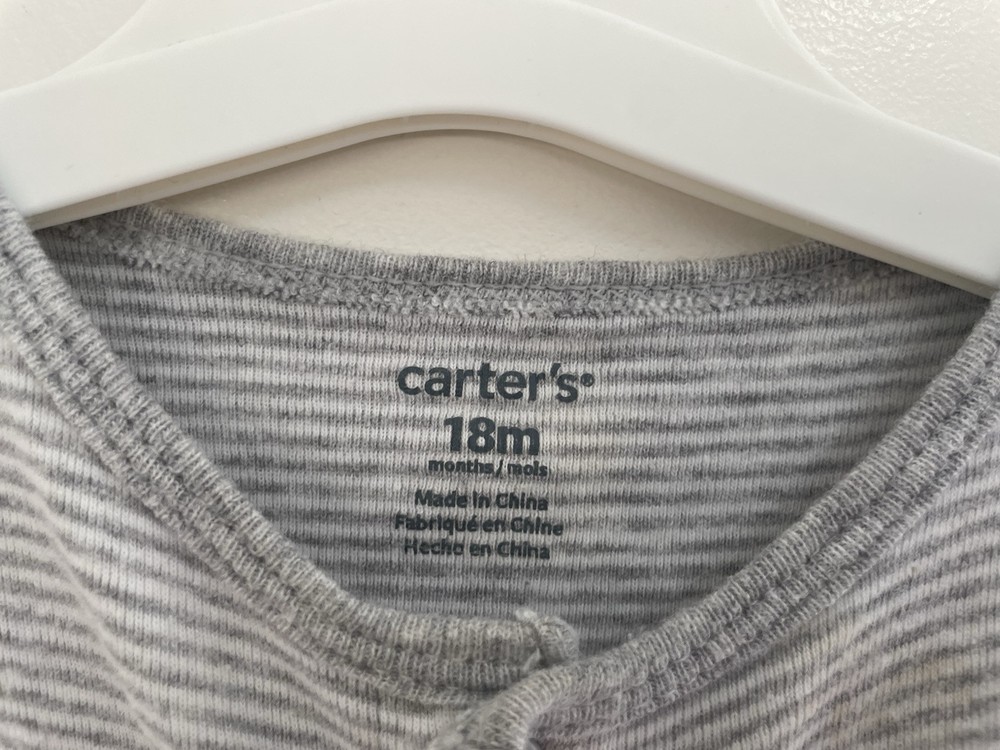 carter's®
18m
months/mois
Made in China
Fabriqué en Chine
Hecho en China